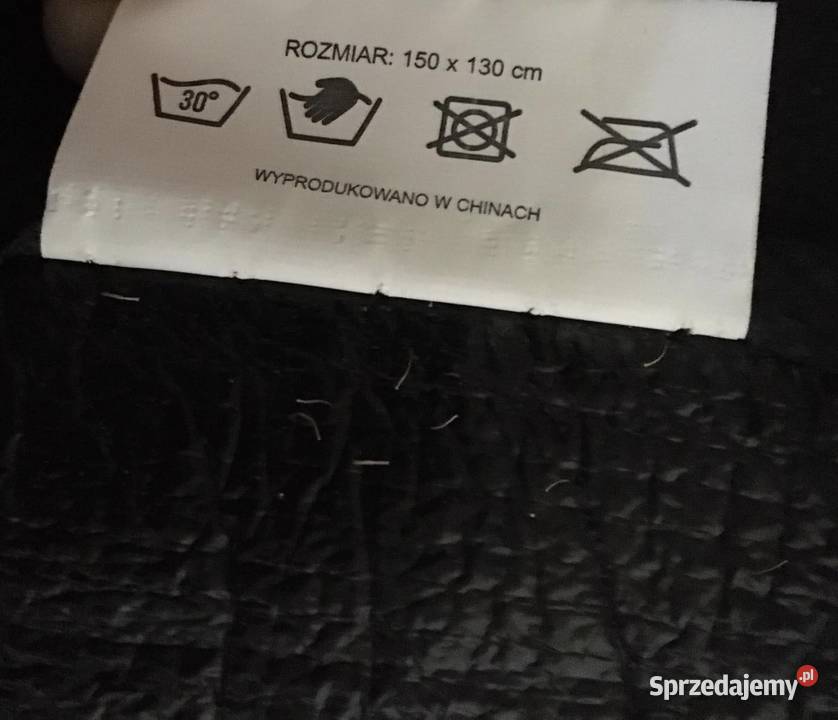 ROZMIAR: 150 x 130 cm
30°
WYPRODUKOWANO W CHINACH
Sprzedajemy.pl